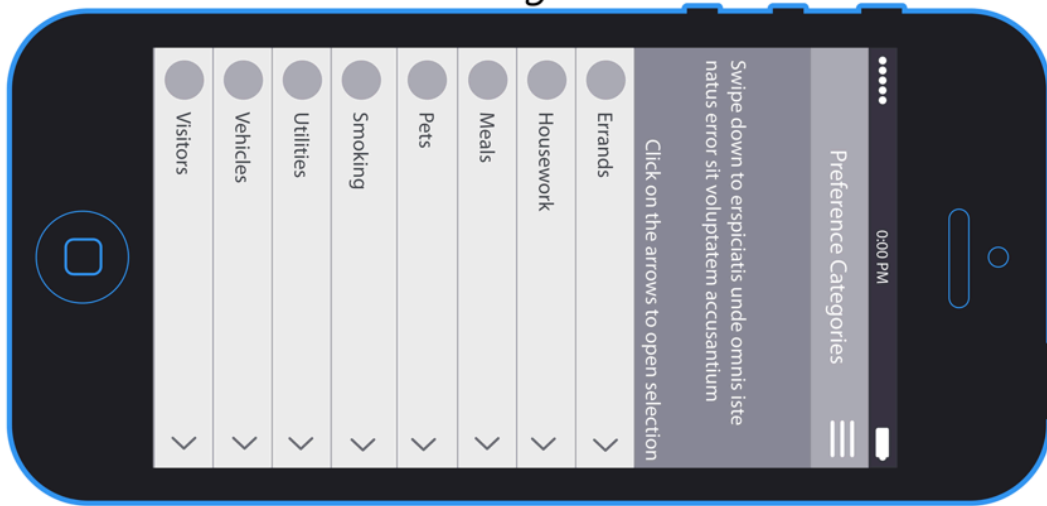 0:00 PM
Preference Categories
Swipe down to erspiciatis unde omnis iste
natus error sit voluptatem accusantium
Click on the arrows to open selection
Errands
Housework
Meals
Pets
Smoking
Utilities
Vehicles
Visitors